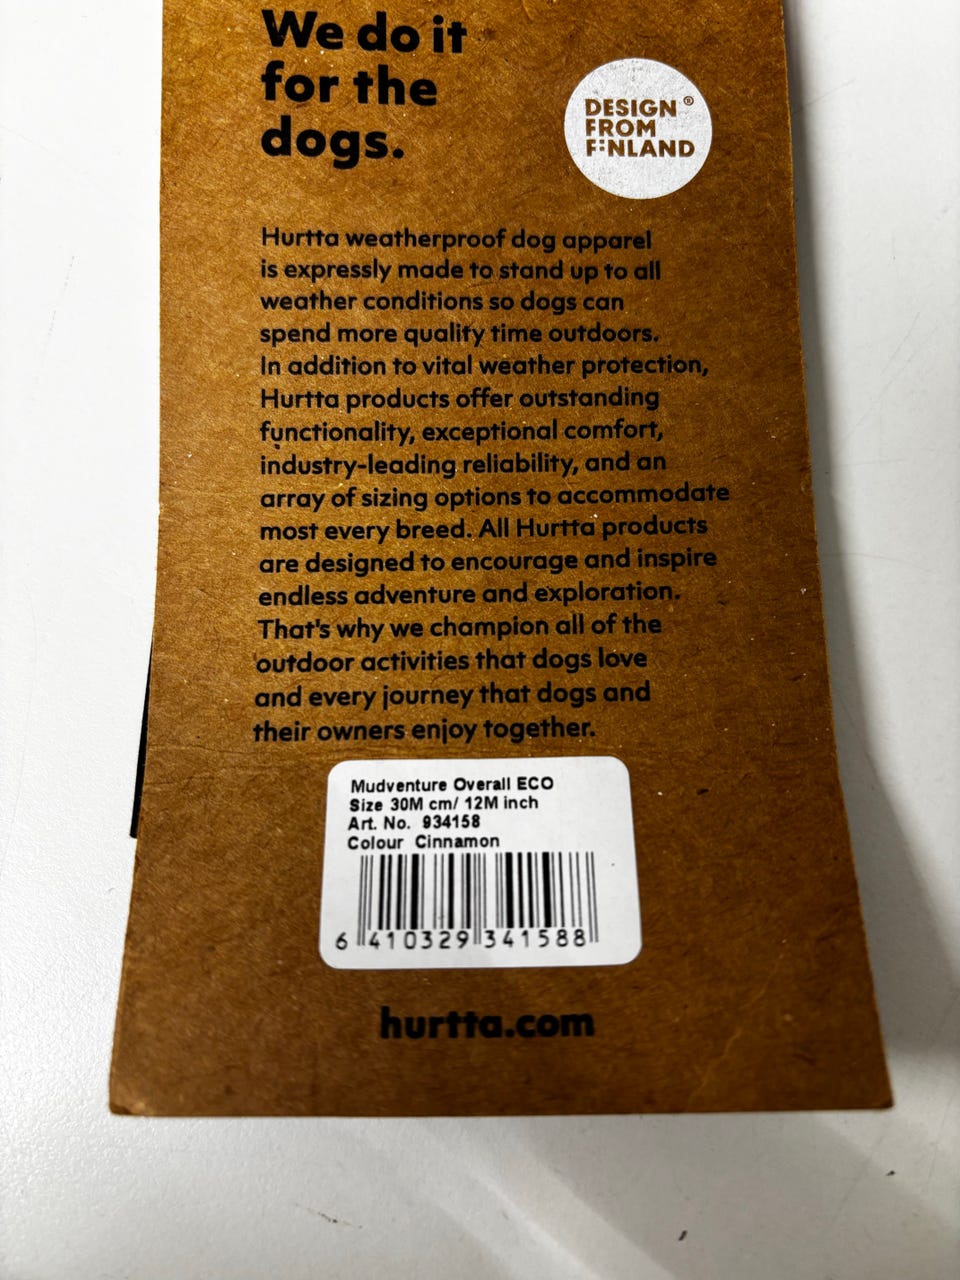 We do it
for the
dogs.
DESIGN ®
FROM
FINLAND
Hurtta weatherproof dog apparel
is expressly made to stand up to all
weather conditions so dogs can
spend more quality time outdoors.
In addition to vital weather protection,
Hurtta products offer outstanding
functionality, exceptional comfort,
industry-leading reliability, and an
array of sizing options to accommodate
most every breed. All Hurtta products
are designed to encourage and inspire
endless adventure and exploration.
That's why we champion all of the
outdoor activities that dogs love
and every journey that dogs and
their owners enjoy together.
Mudventure Overall ECO
Size 30M cm/ 12M inch
Art. No. 934158
Colour Cinnamon
6 410329 341588
hurtta.com